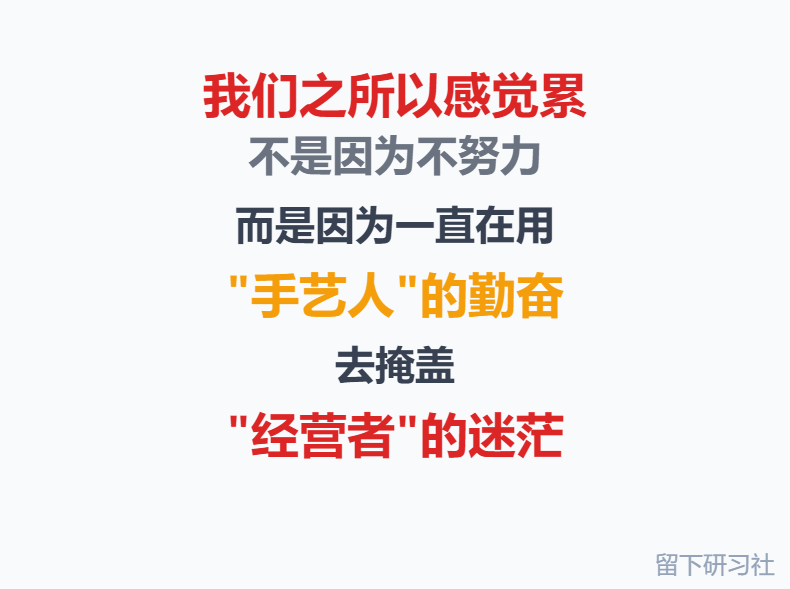 我们之所以感觉累
不是因为不努力
而是因为一直在用
"手艺人"的勤奋
去掩盖
"经营者"的迷茫
留下研习社